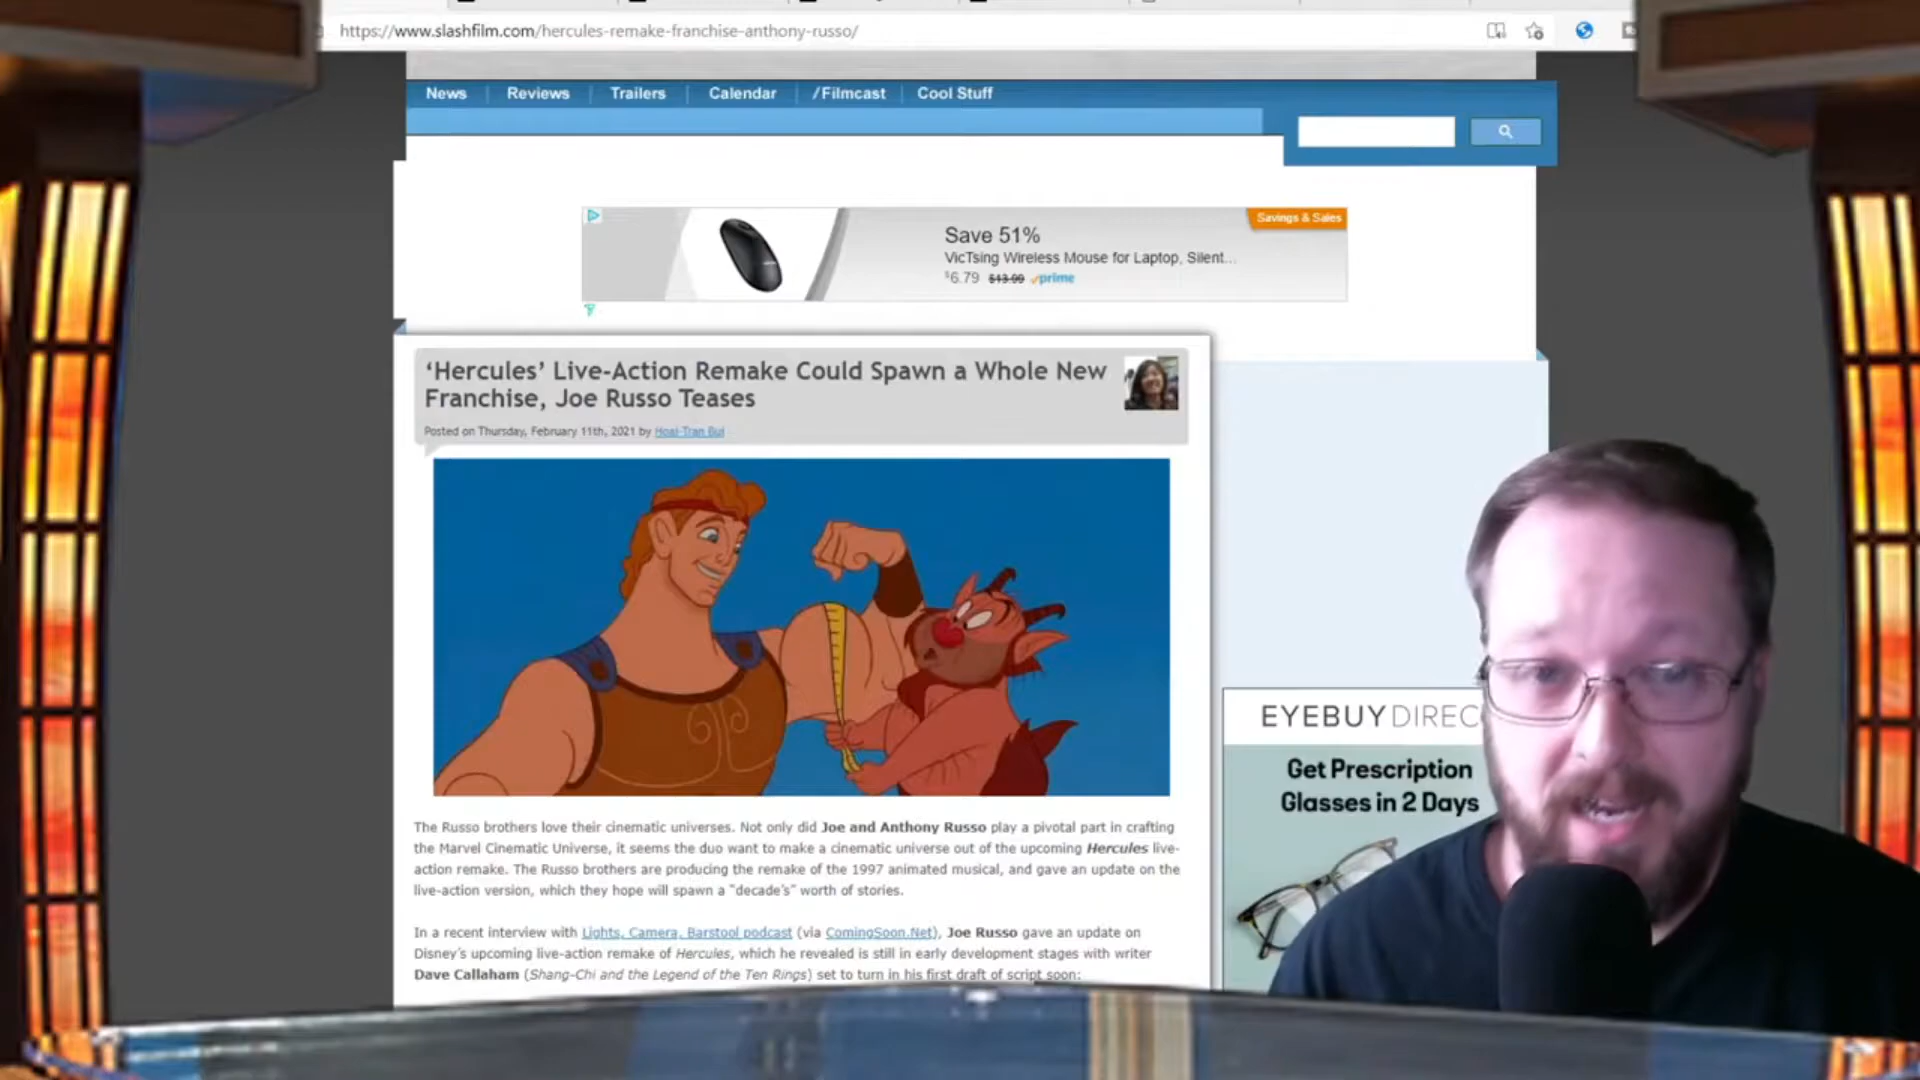 https://www.slashfilm.com/hercules-remake-franchise-anthony-russo/
News Reviews Trailers Calendar /Filmcast Cool Stuff
Savings & Sales
Save 51%
VicTsing Wireless Mouse for Laptop, Silent...
$6.79 $13.99 prime
‘Hercules’ Live-Action Remake Could Spawn a Whole New
Franchise, Joe Russo Teases
Posted on Thursday, February 11th, 2021 by Hoai-Tran Bui
The Russo brothers love their cinematic universes. Not only did Joe and Anthony Russo play a pivotal part in crafting
the Marvel Cinematic Universe, it seems the duo want to make a cinematic universe out of the upcoming Hercules live-
action remake. The Russo brothers are producing the remake of the 1997 animated musical, and gave an update on the
live-action version, which they hope will spawn a "decade's" worth of stories.
In a recent interview with Lights, Camera, Barstool podcast (via ComingSoon.Net), Joe Russo gave an update on
Disney's upcoming live-action remake of Hercules, which he revealed is still in early development stages with writer
Dave Callaham (Shang-Chi and the Legend of the Ten Rings) set to turn in his first draft of script soon:
EYEBUYDIREC
Get Prescription
Glasses in 2 Days